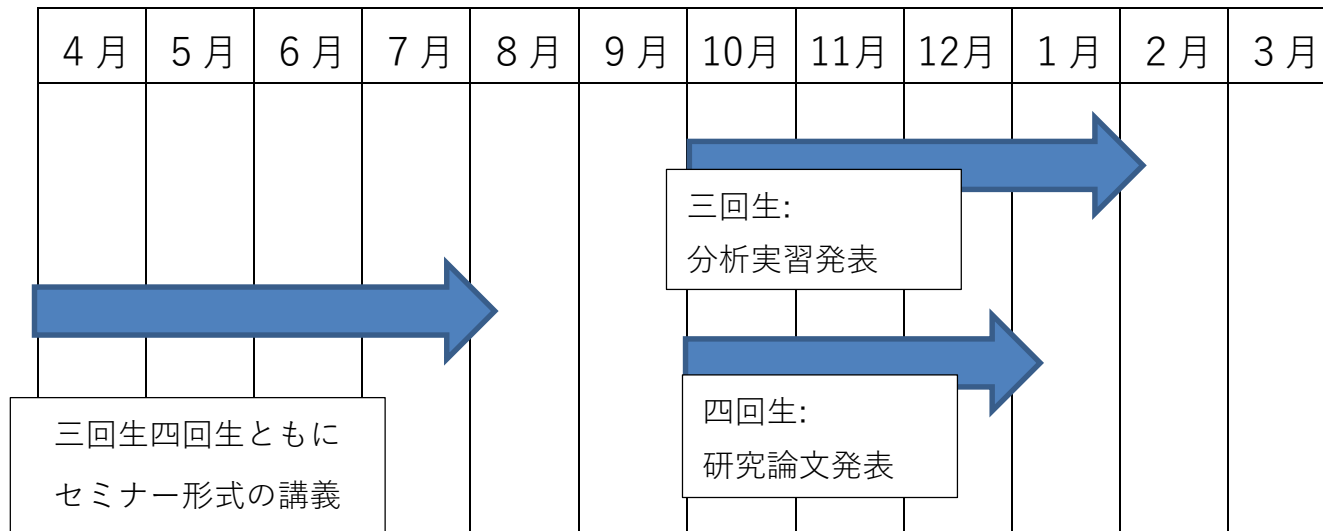 4月 5月 6月 7月 8月 9月 10月 11月 12月 1月 2月 3月
三回生:
分析実習発表
三回生四回生ともに
セミナー形式の講義
四回生:
研究論文発表